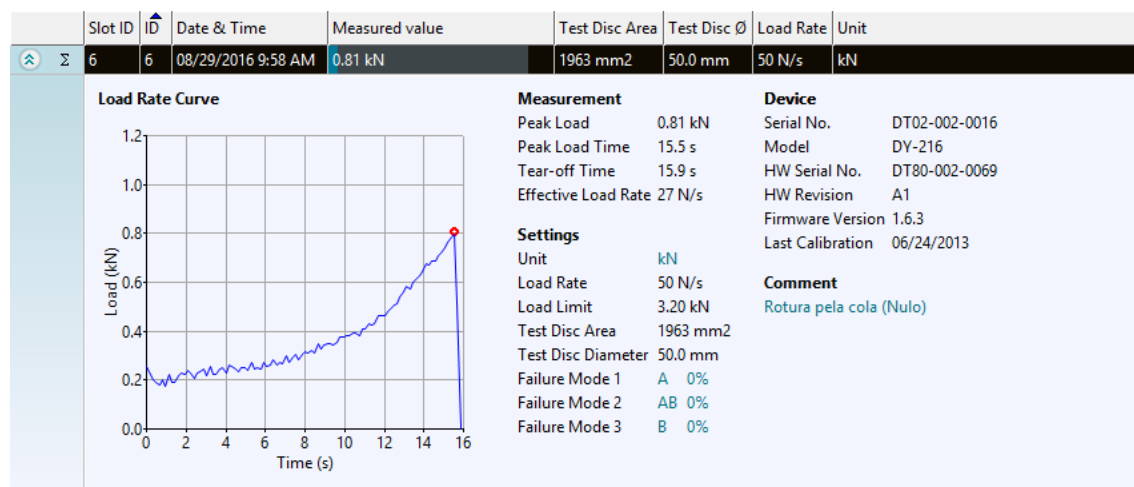 Slot ID ID Date & Time Measured value Test Disc Area Test Disc Ø Load Rate Unit
Σ 6 6 08/29/2016 9:58 AM 0.81 kN 1963 mm2 50.0 mm 50 N/s kN
Load Rate Curve
1.2
1.0
0.8
0.6
0.4
0.2
0.0
Load (kN)
0 2 4 6 8 10 12 14 16
Time (s)
Measurement
Peak Load 0.81 kN
Peak Load Time 15.5 s
Tear-off Time 15.9 s
Effective Load Rate 27 N/s
Settings
Unit kN
Load Rate 50 N/s
Load Limit 3.20 kN
Test Disc Area 1963 mm2
Test Disc Diameter 50.0 mm
Failure Mode 1 A 0%
Failure Mode 2 AB 0%
Failure Mode 3 B 0%
Device
Serial No. DT02-002-0016
Model DY-216
HW Serial No. DT80-002-0069
HW Revision A1
Firmware Version 1.6.3
Last Calibration 06/24/2013
Comment
Rotura pela cola (Nulo)